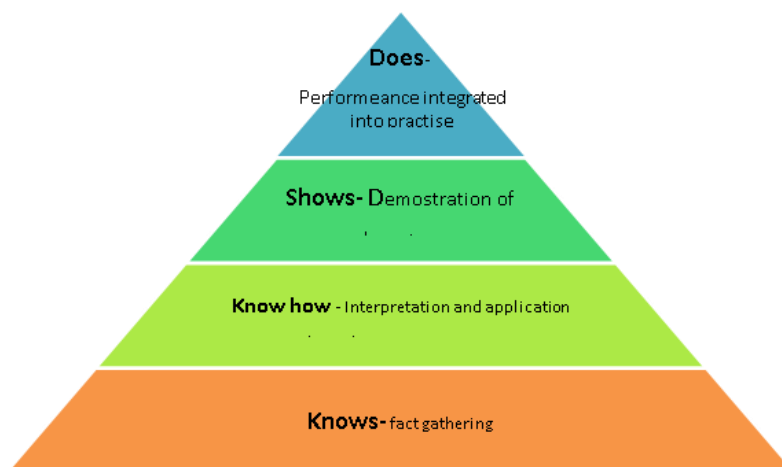 Does-
Performeance integrated
into practise
Shows- Demostration of
Know how - Interpretation and application
Knows- fact gathering